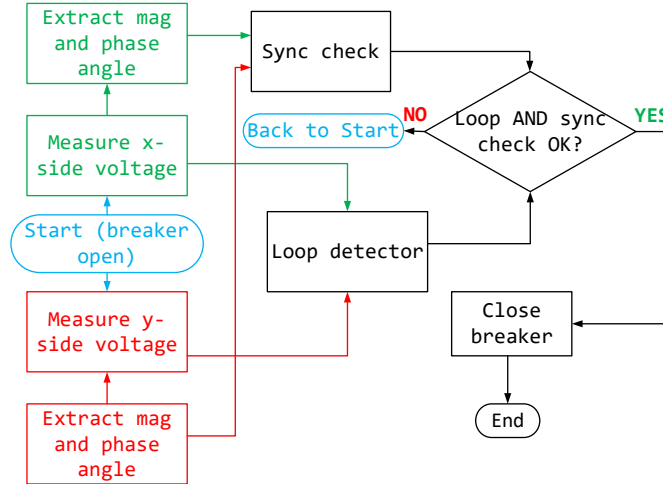 Extract mag
and phase
angle
Sync check
Measure x-
side voltage
Back to Start
NO
Loop AND sync
check OK?
YES
Start (breaker
open)
Loop detector
Measure y-
side voltage
Close
breaker
Extract mag
and phase
angle
End